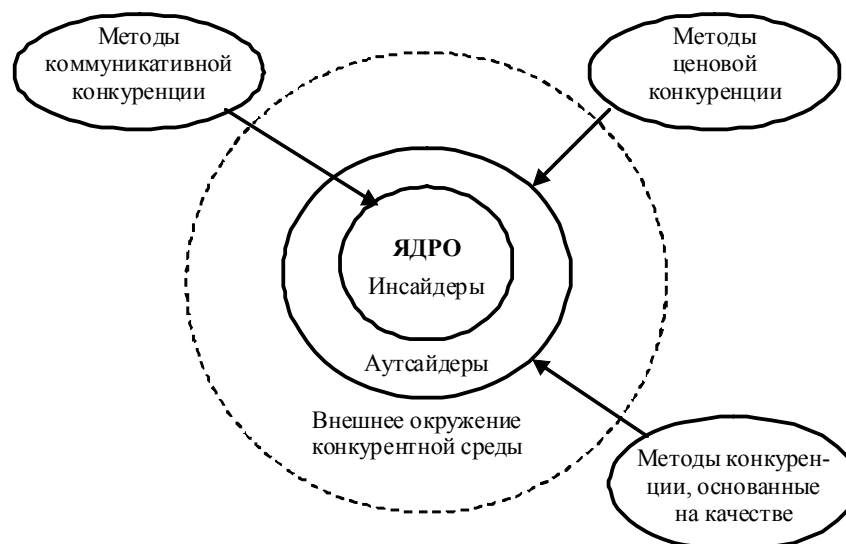 Методы
коммуникативной
конкуренции
Методы
ценовой
конкуренции
ЯДРО
Инсайдеры
Аутсайдеры
Внешнее окружение
конкурентной среды
Методы конкурен-
ции, основанные
на качестве